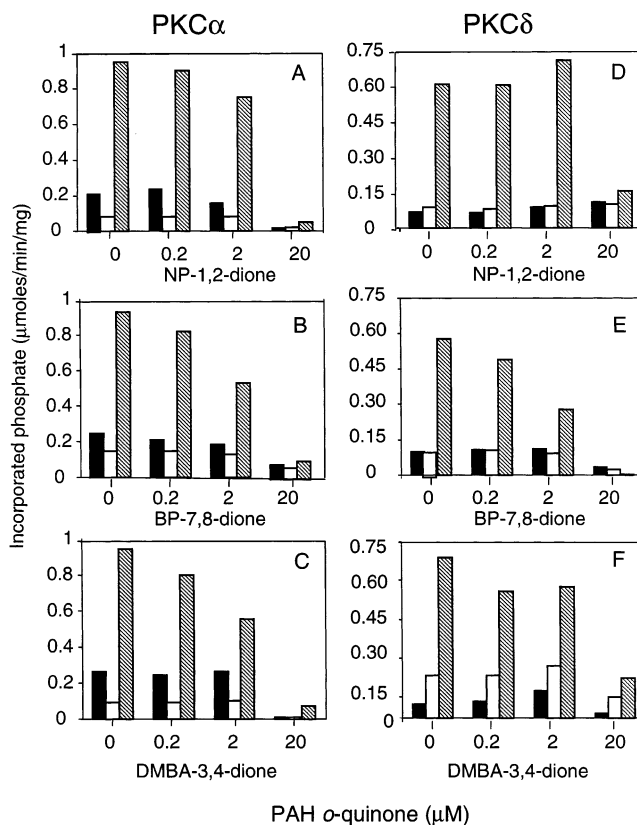 PKCα
PKCδ
Incorporated phosphate (μmoles/min/mg)
A
1
0.8
0.6
0.4
0.2
0
0 0.2 2 20
NP-1,2-dione
D
0.75
0.60
0.45
0.30
0.15
0
0 0.2 2 20
NP-1,2-dione
B
1
0.8
0.6
0.4
0.2
0
0 0.2 2 20
BP-7,8-dione
E
0.75
0.60
0.45
0.30
0.15
0
0 0.2 2 20
BP-7,8-dione
C
1
0.8
0.6
0.4
0.2
0
0 0.2 2 20
DMBA-3,4-dione
F
0.75
0.60
0.45
0.30
0.15
0
0 0.2 2 20
DMBA-3,4-dione
PAH o-quinone (μM)